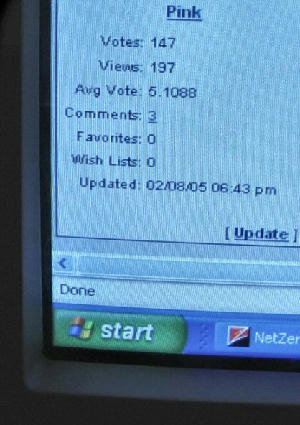 Pink
Votes: 147
Views: 197
Avg Vote: 5.1088
Comments: 3
Favorites: 0
Wish Lists: 0
Updated: 02/08/05 06:43 pm
[ Update ]
Done
start
NetZer